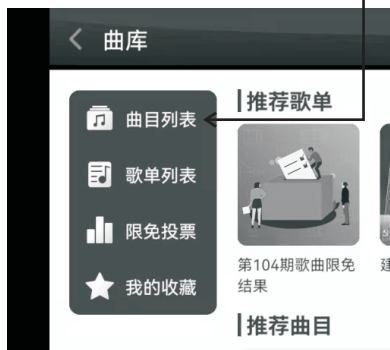 曲库
曲目列表
歌单列表
限免投票
我的收藏
推荐歌单
第104期歌曲限免
结果
推荐曲目